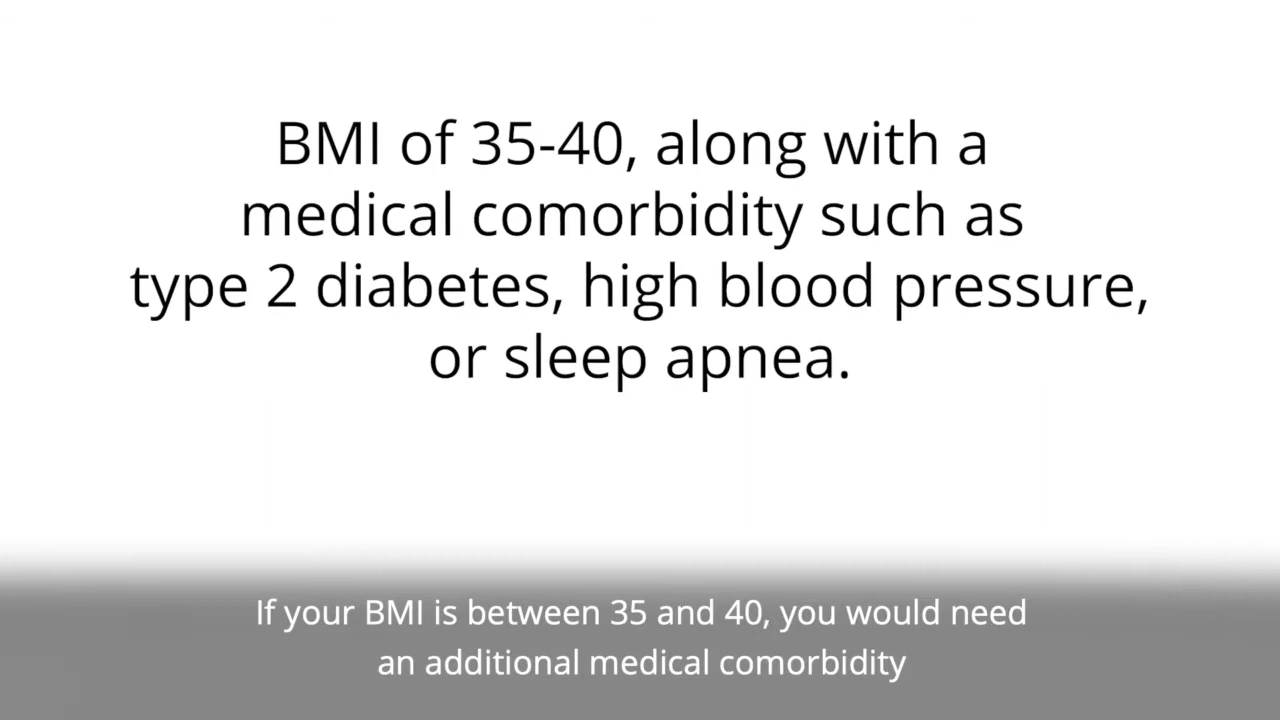 BMI of 35-40, along with a
medical comorbidity such as
type 2 diabetes, high blood pressure,
or sleep apnea.
If your BMI is between 35 and 40, you would need
an additional medical comorbidity